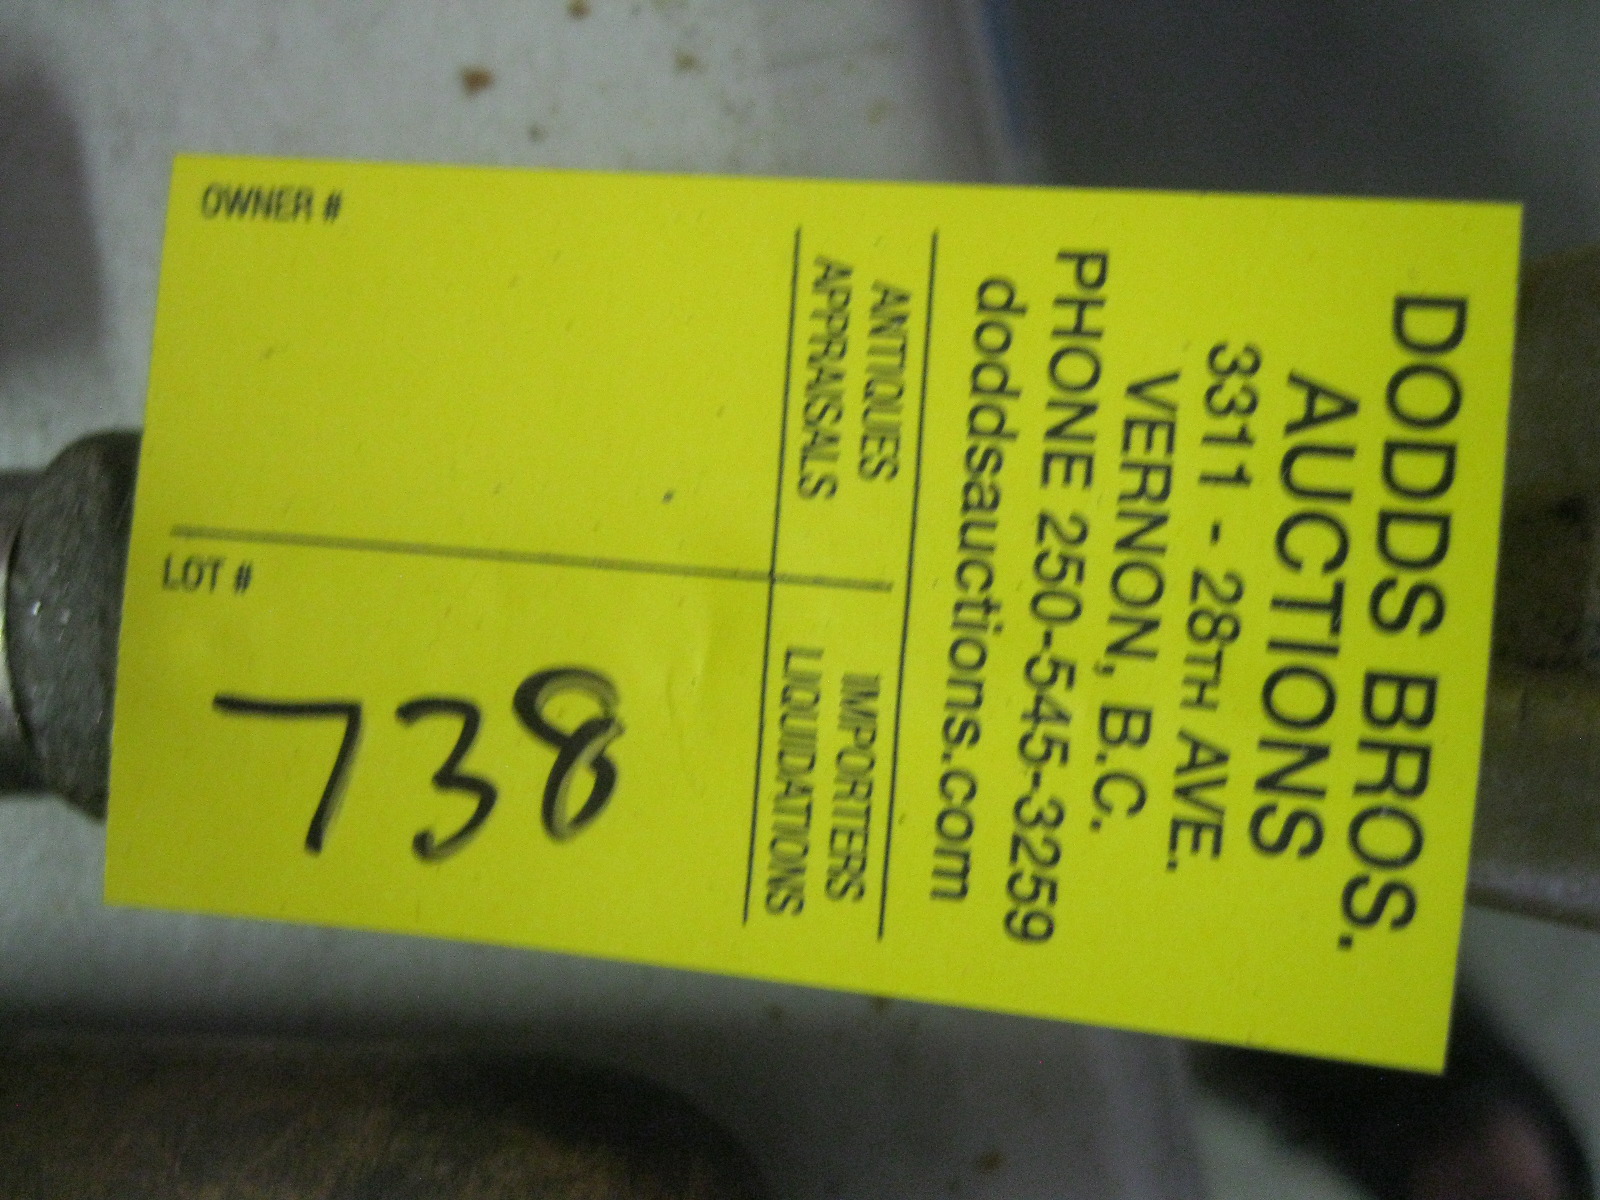 DODDS BROS.
AUCTIONS
3311 - 28TH AVE.
VERNON, B.C.
PHONE 250-545-3259
doddsauctions.com
ANTIQUES IMPORTERS
APPRAISALS LIQUIDATIONS
OWNER #
LOT #
738